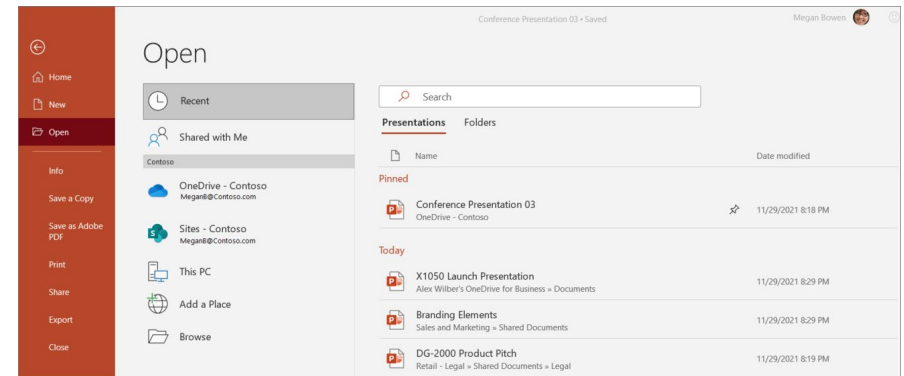 Conference Presentation 03 • Saved
Megan Bowen
Home
New
Open
Info
Save a Copy
Save as Adobe
PDF
Print
Share
Export
Close
Open
Recent
Shared with Me
Contoso
OneDrive - Contoso
MeganB@Contoso.com
Sites - Contoso
MeganB@Contoso.com
This PC
Add a Place
Browse
Search
Presentations Folders
Name Date modified
Pinned
Conference Presentation 03
OneDrive - Contoso
11/29/2021 8:18 PM
Today
X1050 Launch Presentation
Alex Wilber's OneDrive for Business » Documents
11/29/2021 8:29 PM
Branding Elements
Sales and Marketing » Shared Documents
11/29/2021 8:29 PM
DG-2000 Product Pitch
Retail - Legal » Shared Documents » Legal
11/29/2021 8:19 PM